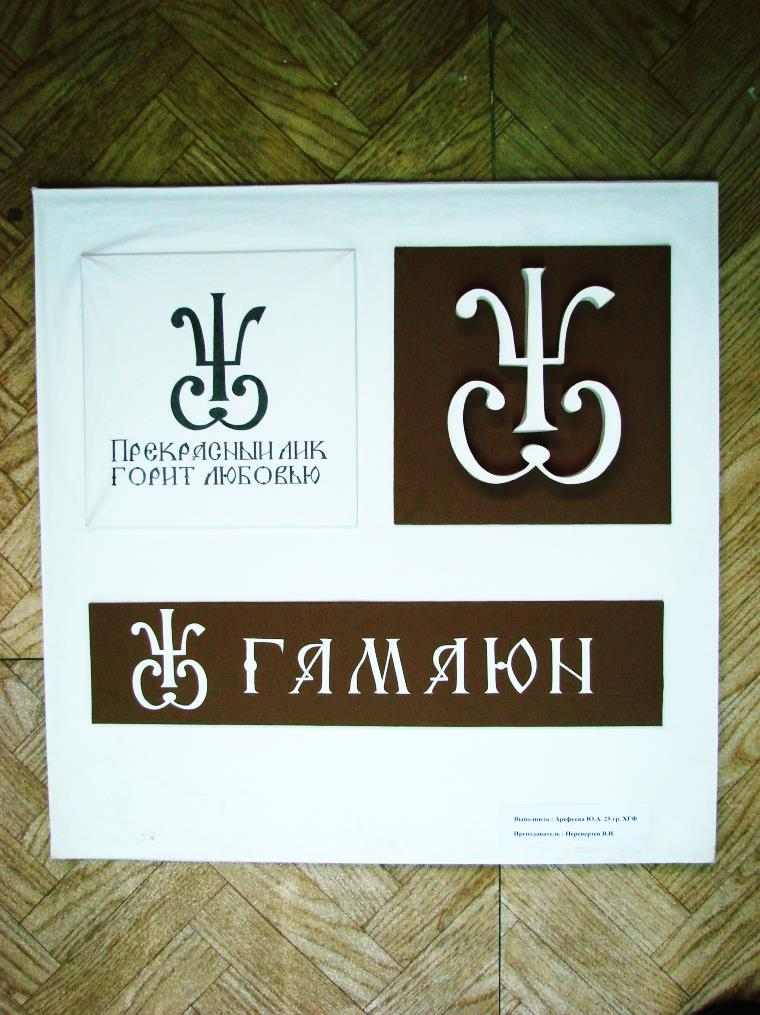 Прекрасный лик
горит любовью
ГАМАЮН
Выполнила : Арефьева Ю.А. 25 гр. ХГФ
Преподаватель : Переверзев В.И.